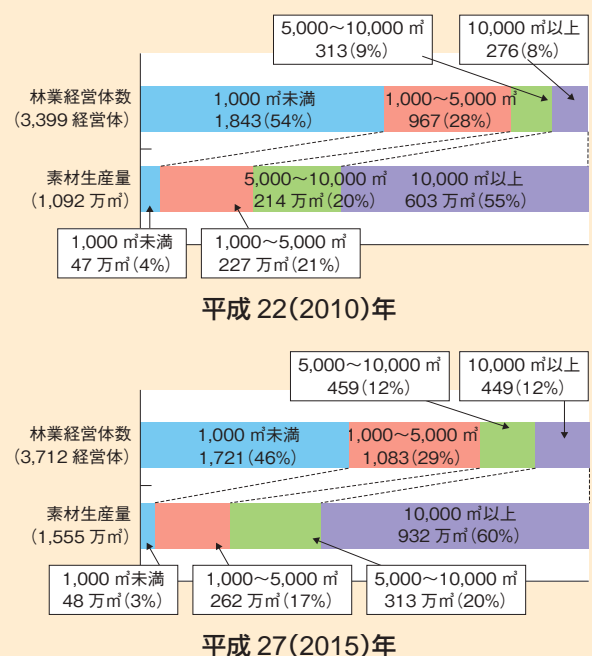 5,000～10,000 ㎥
313（9%）
10,000 ㎥以上
276（8%）
林業経営体数
（3,399 経営体）
1,000 ㎥未満
1,843（54%）
1,000～5,000 ㎥
967（28%）
素材生産量
（1,092 万㎥）
5,000～10,000 ㎥
214 万㎥（20%）
10,000 ㎥以上
603 万㎥（55%）
1,000 ㎥未満
47 万㎥（4%）
1,000～5,000 ㎥
227 万㎥（21%）
平成 22（2010）年
5,000～10,000 ㎥
459（12%）
10,000 ㎥以上
449（12%）
林業経営体数
（3,712 経営体）
1,000 ㎥未満
1,721（46%）
1,000～5,000 ㎥
1,083（29%）
素材生産量
（1,555 万㎥）
10,000 ㎥以上
932 万㎥（60%）
1,000 ㎥未満
48 万㎥（3%）
1,000～5,000 ㎥
262 万㎥（17%）
5,000～10,000 ㎥
313 万㎥（20%）
平成 27（2015）年